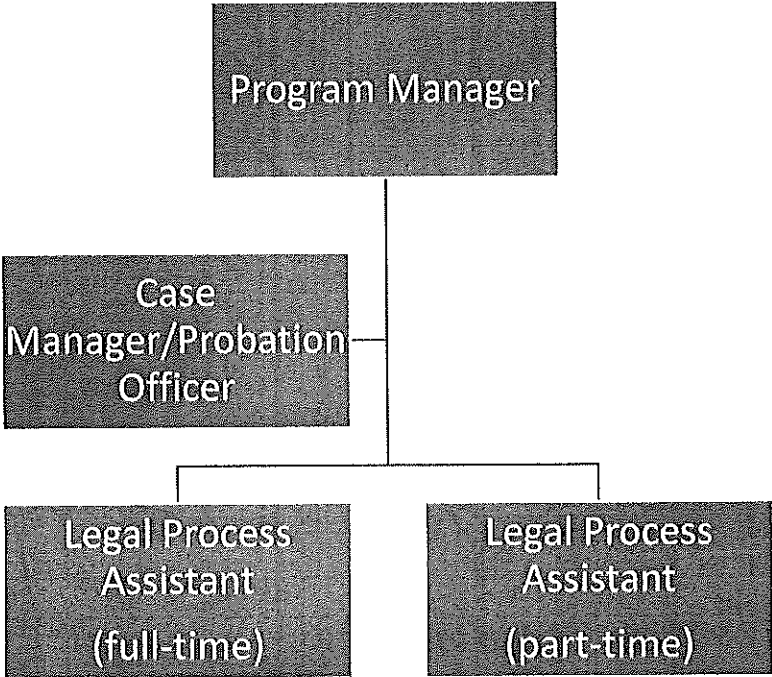 Program Manager
Case
Manager/Probation
Officer
Legal Process
Assistant
(full-time)
Legal Process
Assistant
(part-time)